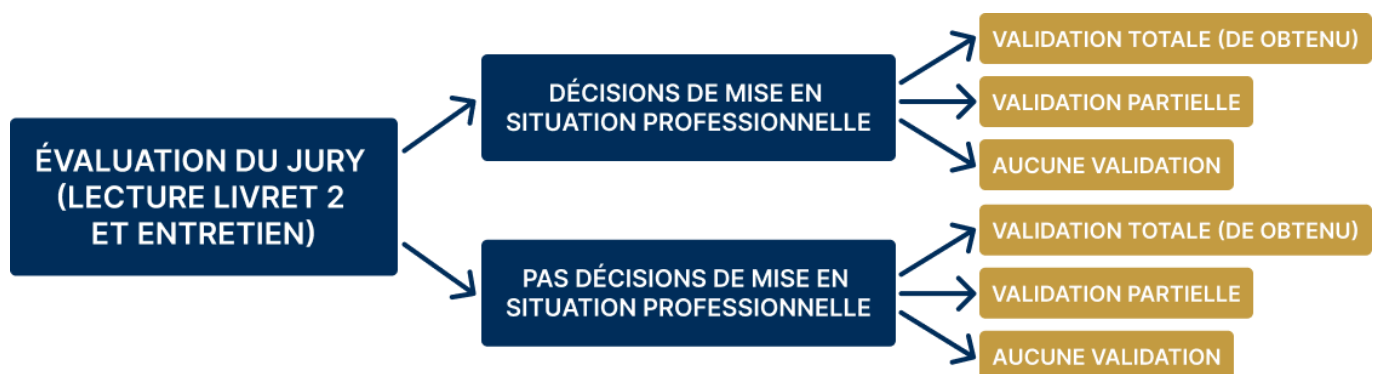 ÉVALUATION DU JURY
(LECTURE LIVRET 2
ET ENTRETIEN)
DÉCISIONS DE MISE EN
SITUATION PROFESSIONNELLE
VALIDATION TOTALE (DE OBTENU)
VALIDATION PARTIELLE
AUCUNE VALIDATION
PAS DÉCISIONS DE MISE EN
SITUATION PROFESSIONNELLE
VALIDATION TOTALE (DE OBTENU)
VALIDATION PARTIELLE
AUCUNE VALIDATION